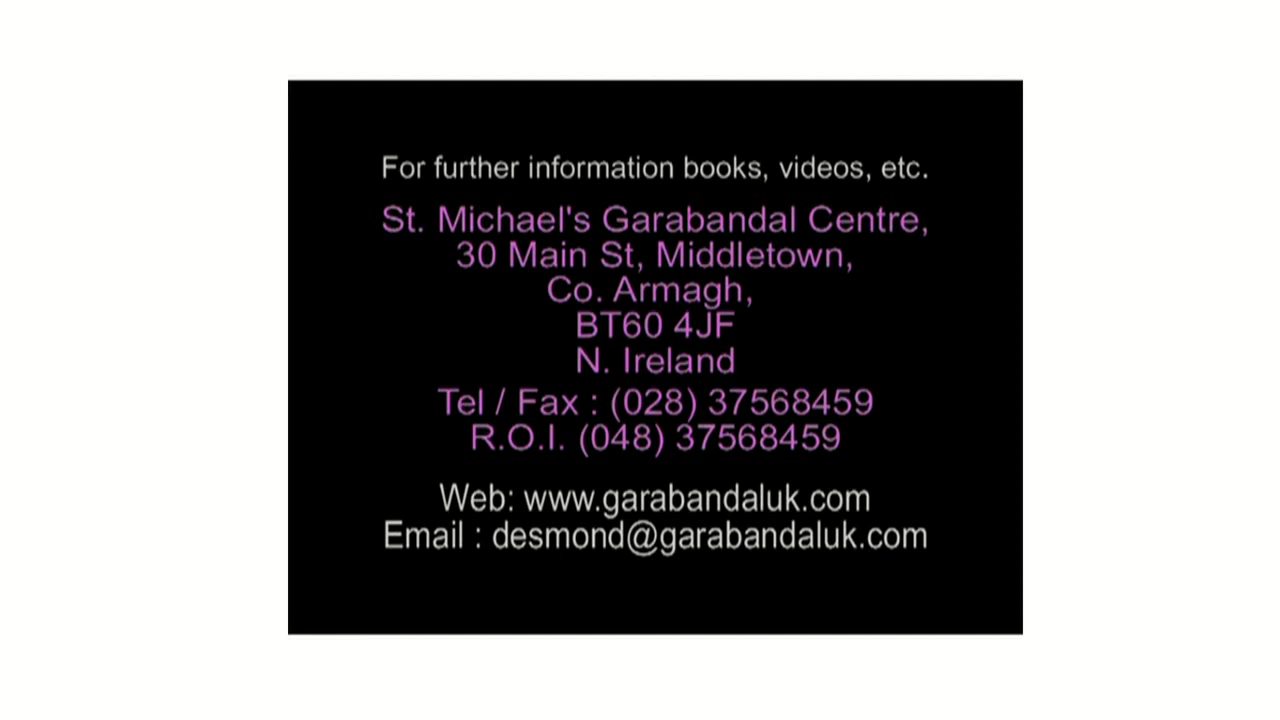 For further information books, videos, etc.
St. Michael's Garabandal Centre,
30 Main St, Middletown,
Co. Armagh,
BT60 4JF
N. Ireland
Tel / Fax : (028) 37568459
R.O.I. (048) 37568459
Web: www.garabandaluk.com
Email : desmond@garabandaluk.com